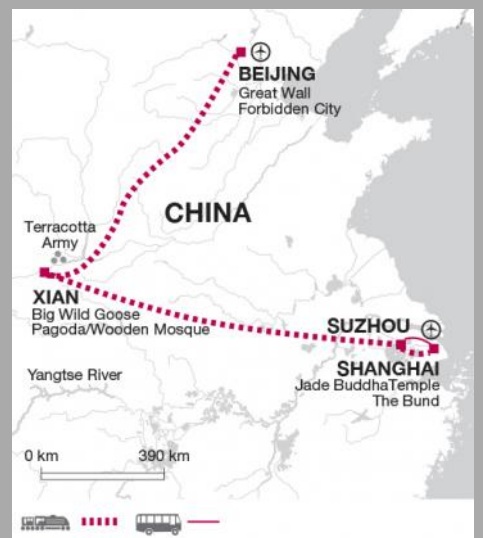 BEIJING
Great Wall
Forbidden City
CHINA
Terracotta
Army
XIAN
Big Wild Goose
Pagoda/Wooden Mosque
SUZHOU
SHANGHAI
Jade BuddhaTemple
The Bund
Yangtse River
0 km
390 km